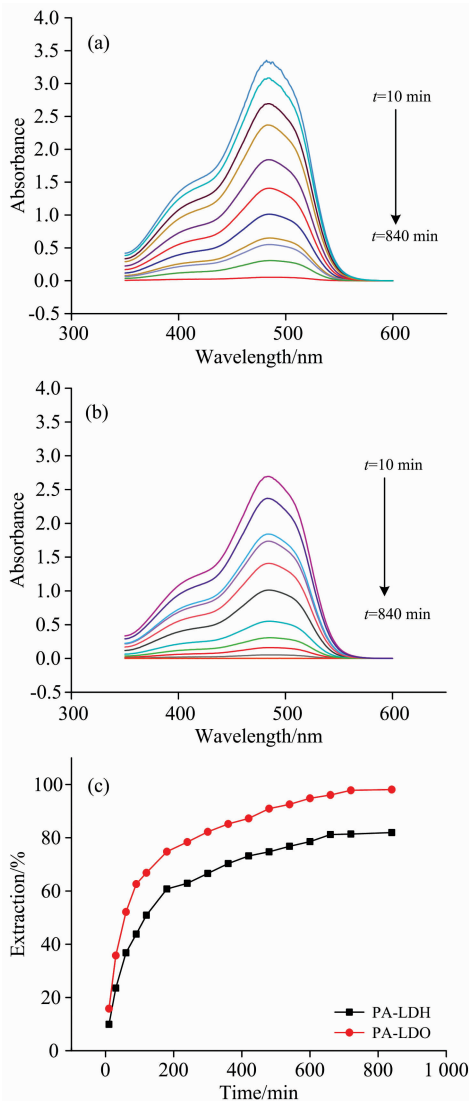 (a)
4.0
3.5
3.0
2.5
2.0
1.5
1.0
0.5
0.0
-0.5
Absorbance
t=10 min
t=840 min
300 400 500 600
Wavelength/nm
(b)
4.0
3.5
3.0
2.5
2.0
1.5
1.0
0.5
0.0
-0.5
Absorbance
t=10 min
t=840 min
300 400 500 600
Wavelength/nm
(c)
100
80
60
40
20
0
Extraction/%
PA-LDH
PA-LDO
0 200 400 600 800 1 000
Time/min